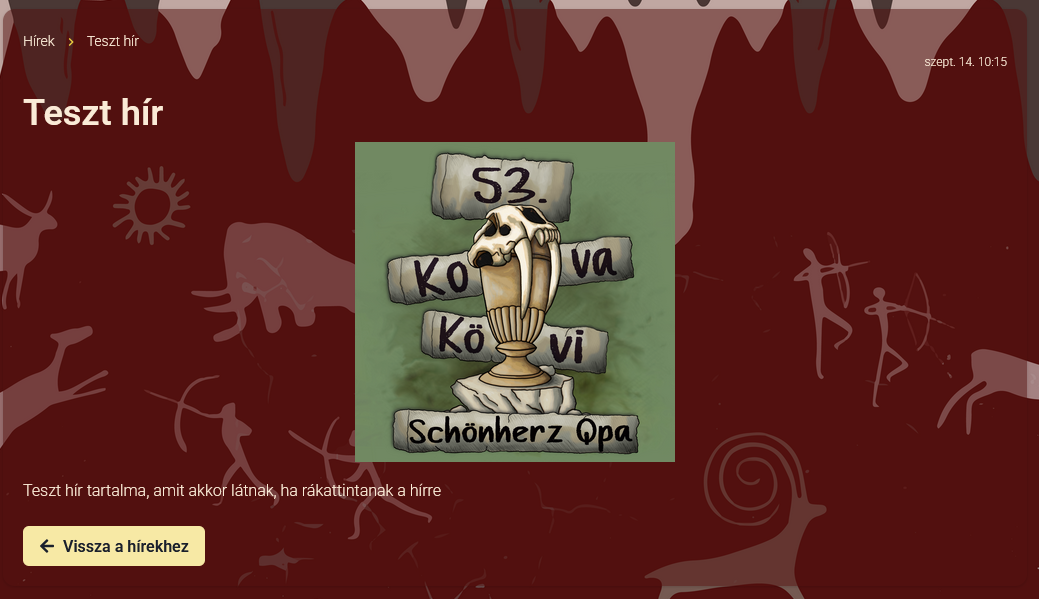 Hírek > Teszt hír
szept. 14. 10:15
Teszt hír
53.
Ko va
Kö vi
Schönherz Qpa
Teszt hír tartalma, amit akkor látnak, ha rákattintanak a hírre
Vissza a hírekhez